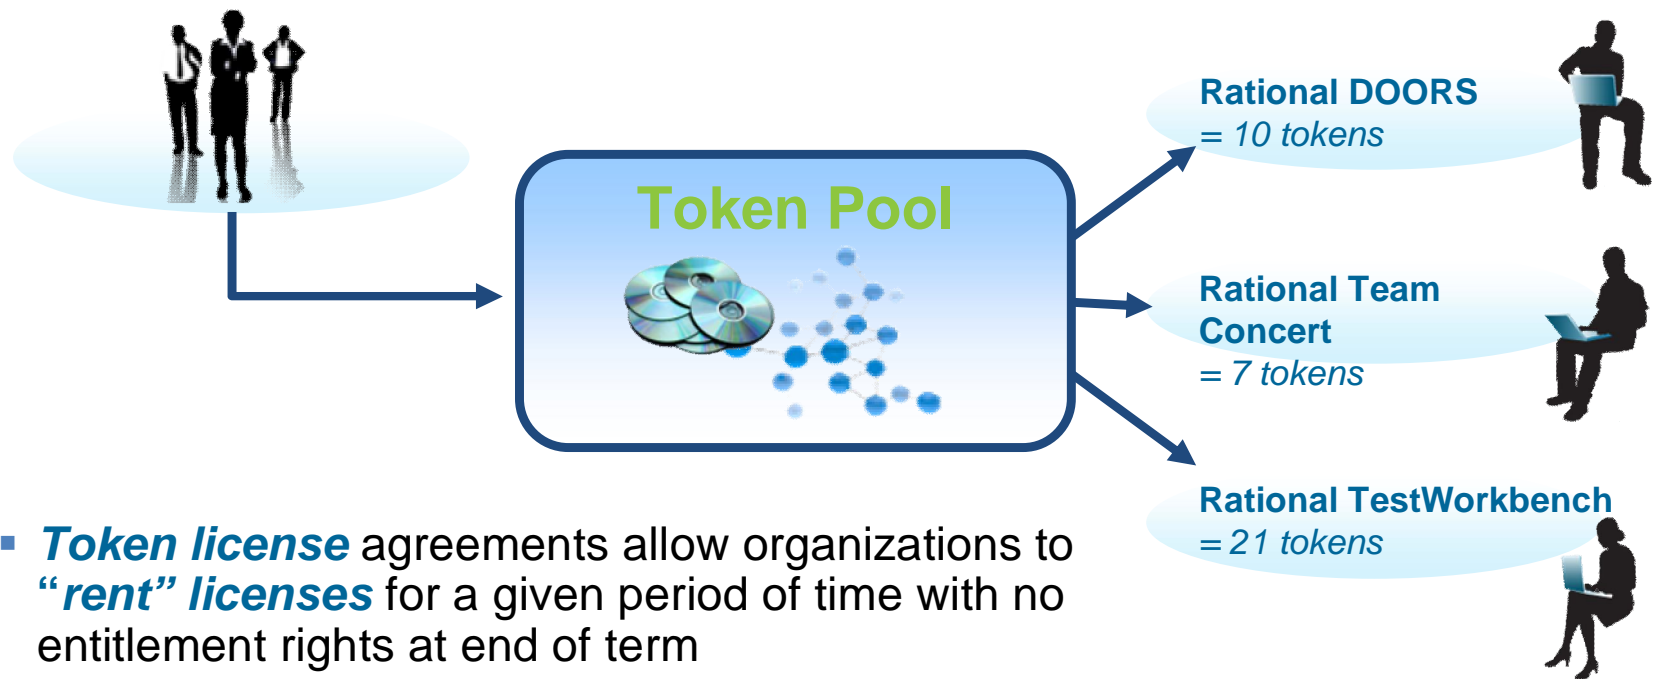 Token Pool
Rational DOORS
= 10 tokens
Rational Team
Concert
= 7 tokens
Rational TestWorkbench
= 21 tokens
▪ Token license agreements allow organizations to
“rent” licenses for a given period of time with no
entitlement rights at end of term